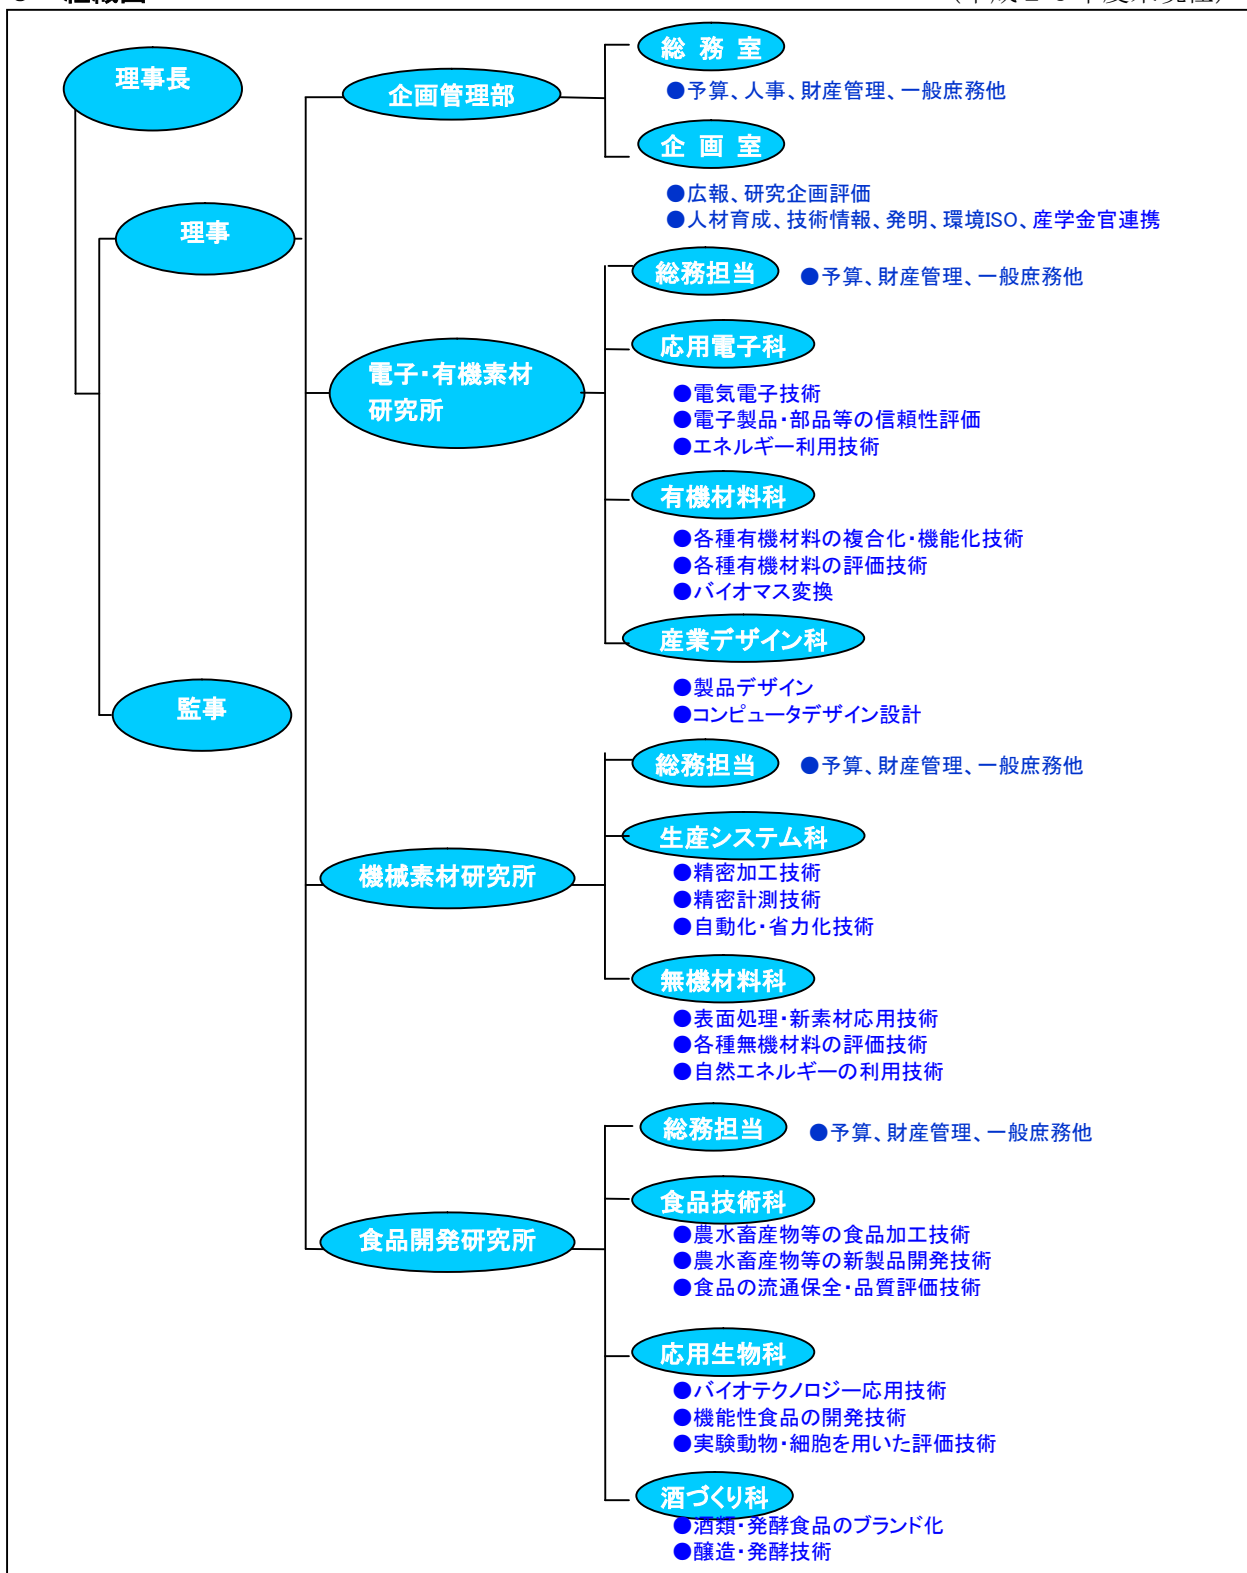 理事長
理事
監事
企画管理部
総 務 室
●予算、人事、財産管理、一般庶務他
企 画 室
●広報、研究企画評価
●人材育成、技術情報、発明、環境ISO、産学金官連携
電子・有機素材
研究所
総務担当 ●予算、財産管理、一般庶務他
応用電子科
●電気電子技術
●電子製品・部品等の信頼性評価
●エネルギー利用技術
有機材料科
●各種有機材料の複合化・機能化技術
●各種有機材料の評価技術
●バイオマス変換
産業デザイン科
●製品デザイン
●コンピュータデザイン設計
機械素材研究所
総務担当 ●予算、財産管理、一般庶務他
生産システム科
●精密加工技術
●精密計測技術
●自動化・省力化技術
無機材料科
●表面処理・新素材応用技術
●各種無機材料の評価技術
●自然エネルギーの利用技術
食品開発研究所
総務担当 ●予算、財産管理、一般庶務他
食品技術科
●農水畜産物等の食品加工技術
●農水畜産物等の新製品開発技術
●食品の流通保全・品質評価技術
応用生物科
●バイオテクノロジー応用技術
●機能性食品の開発技術
●実験動物・細胞を用いた評価技術
酒づくり科
●酒類・発酵食品のブランド化
●醸造・発酵技術